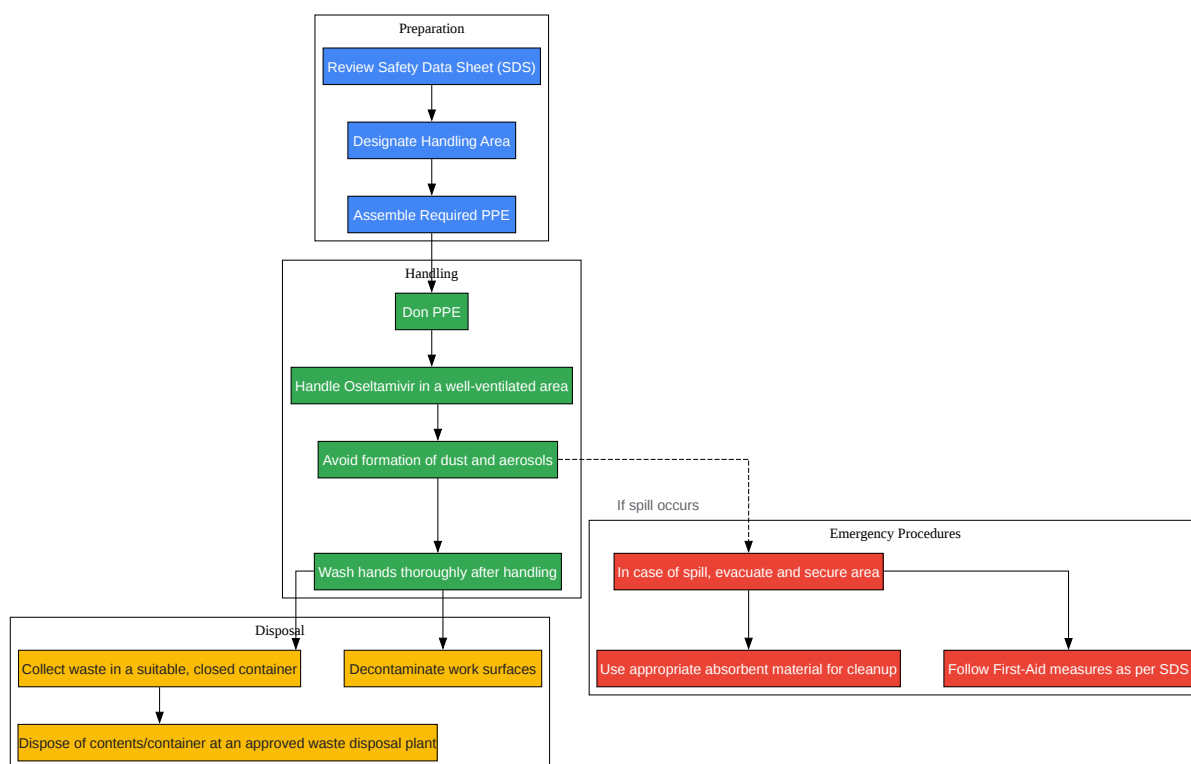 Preparation
Review Safety Data Sheet (SDS)
Designate Handling Area
Assemble Required PPE
Handling
Don PPE
Handle Oseltamivir in a well-ventilated area
Avoid formation of dust and aerosols
If spill occurs
Emergency Procedures
Wash hands thoroughly after handling
In case of spill, evacuate and secure area
Disposal
Collect waste in a suitable, closed container
Decontaminate work surfaces
Use appropriate absorbent material for cleanup
Follow First-Aid measures as per SDS
Dispose of contents/container at an approved waste disposal plant